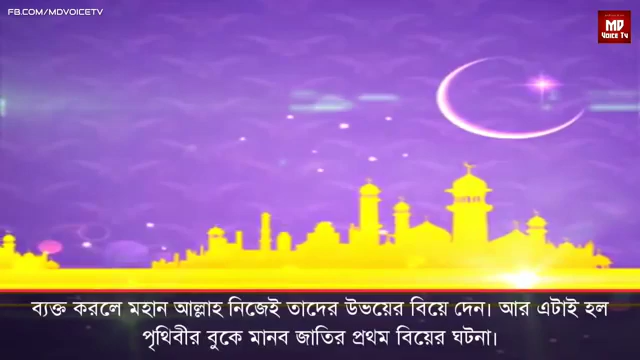 FB.COM/MDVOICETV
MD
Voice Tv
ব্যক্ত করলে মহান আল্লাহ নিজেই তাদের উভয়ের বিয়ে দেন। আর এটাই হল
পৃথিবীর বুকে মানব জাতির প্রথম বিয়ের ঘটনা।